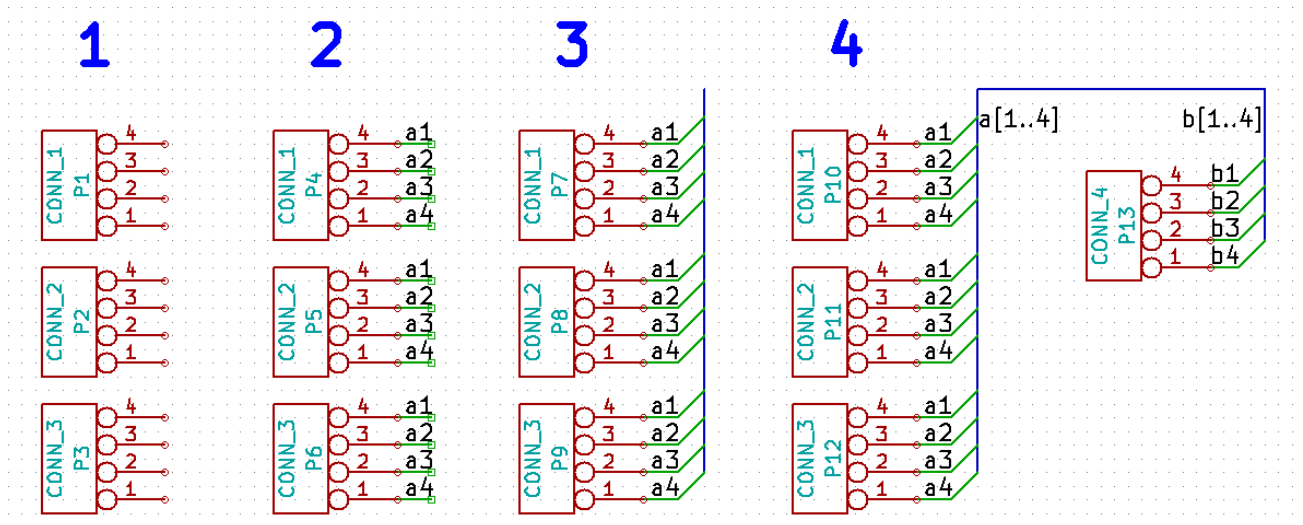 1
2
3
4
CONN_1
P1
4
3
2
1
CONN_2
P2
4
3
2
1
CONN_3
P3
4
3
2
1
CONN_1
P4
4 a1
3 a2
2 a3
1 a4
CONN_2
P5
4 a1
3 a2
2 a3
1 a4
CONN_3
P6
4 a1
3 a2
2 a3
1 a4
CONN_1
P7
4 a1
3 a2
2 a3
1 a4
CONN_2
P8
4 a1
3 a2
2 a3
1 a4
CONN_3
P9
4 a1
3 a2
2 a3
1 a4
CONN_1
P10
4 a1
3 a2
2 a3
1 a4
CONN_2
P11
4 a1
3 a2
2 a3
1 a4
CONN_3
P12
4 a1
3 a2
2 a3
1 a4
a[1..4]
b[1..4]
CONN_4
P13
4 b1
3 b2
2 b3
1 b4